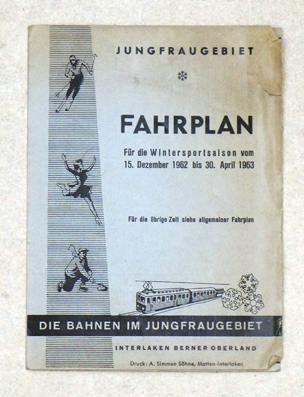 JUNGFRAUGEBIET
FAHRPLAN
Für die Wintersportsaison vom
15. Dezember 1962 bis 30. April 1963
Für die übrige Zeit siehe allgemeiner Fahrplan
DIE BAHNEN IM JUNGFRAUGEBIET
INTERLAKEN BERNER OBERLAND
Druck: A. Simmen Söhne, Matten-Interlaken